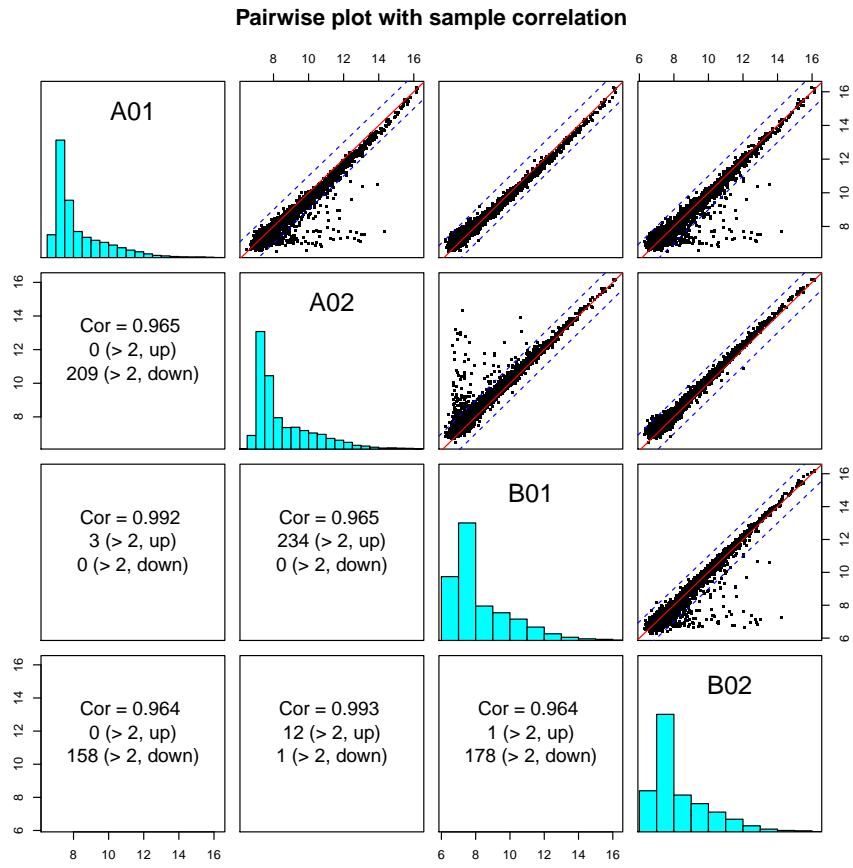 Pairwise plot with sample correlation
8 10 12 14 16
6 8 10 12 14 16
A01
8 10 12 14 16
8 10 12 14 16
Cor = 0.965
0 (> 2, up)
209 (> 2, down)
A02
Cor = 0.992
3 (> 2, up)
0 (> 2, down)
Cor = 0.965
234 (> 2, up)
0 (> 2, down)
B01
6 8 10 12 14 16
6 8 10 12 14 16
Cor = 0.964
0 (> 2, up)
158 (> 2, down)
Cor = 0.993
12 (> 2, up)
1 (> 2, down)
Cor = 0.964
1 (> 2, up)
178 (> 2, down)
B02
8 10 12 14 16
6 8 10 12 14 16